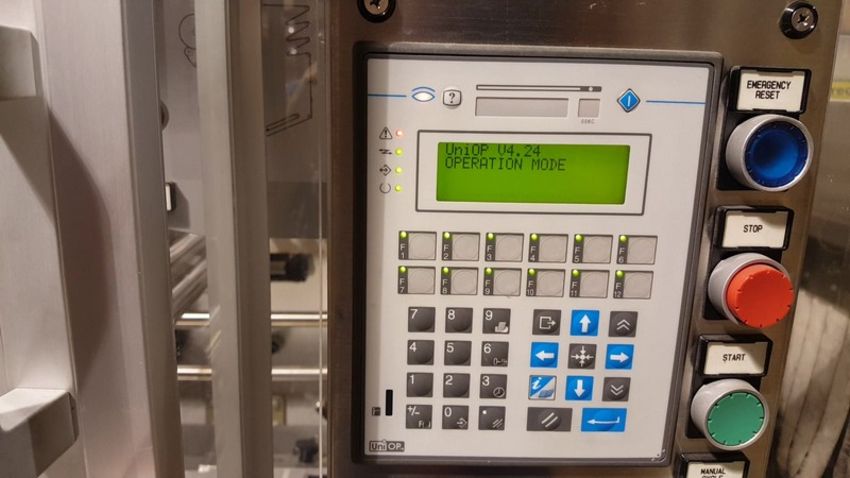 EMERGENCY
RESET
?
UniOP V4.24
OPERATION MODE
STOP
F1 F2 F3 F4 F5 F6
F7 F8 F9 F10 F11 F12
7 8 9
4 5 6
START
1 2 3 i
+/- 0
UniOP
MANUAL